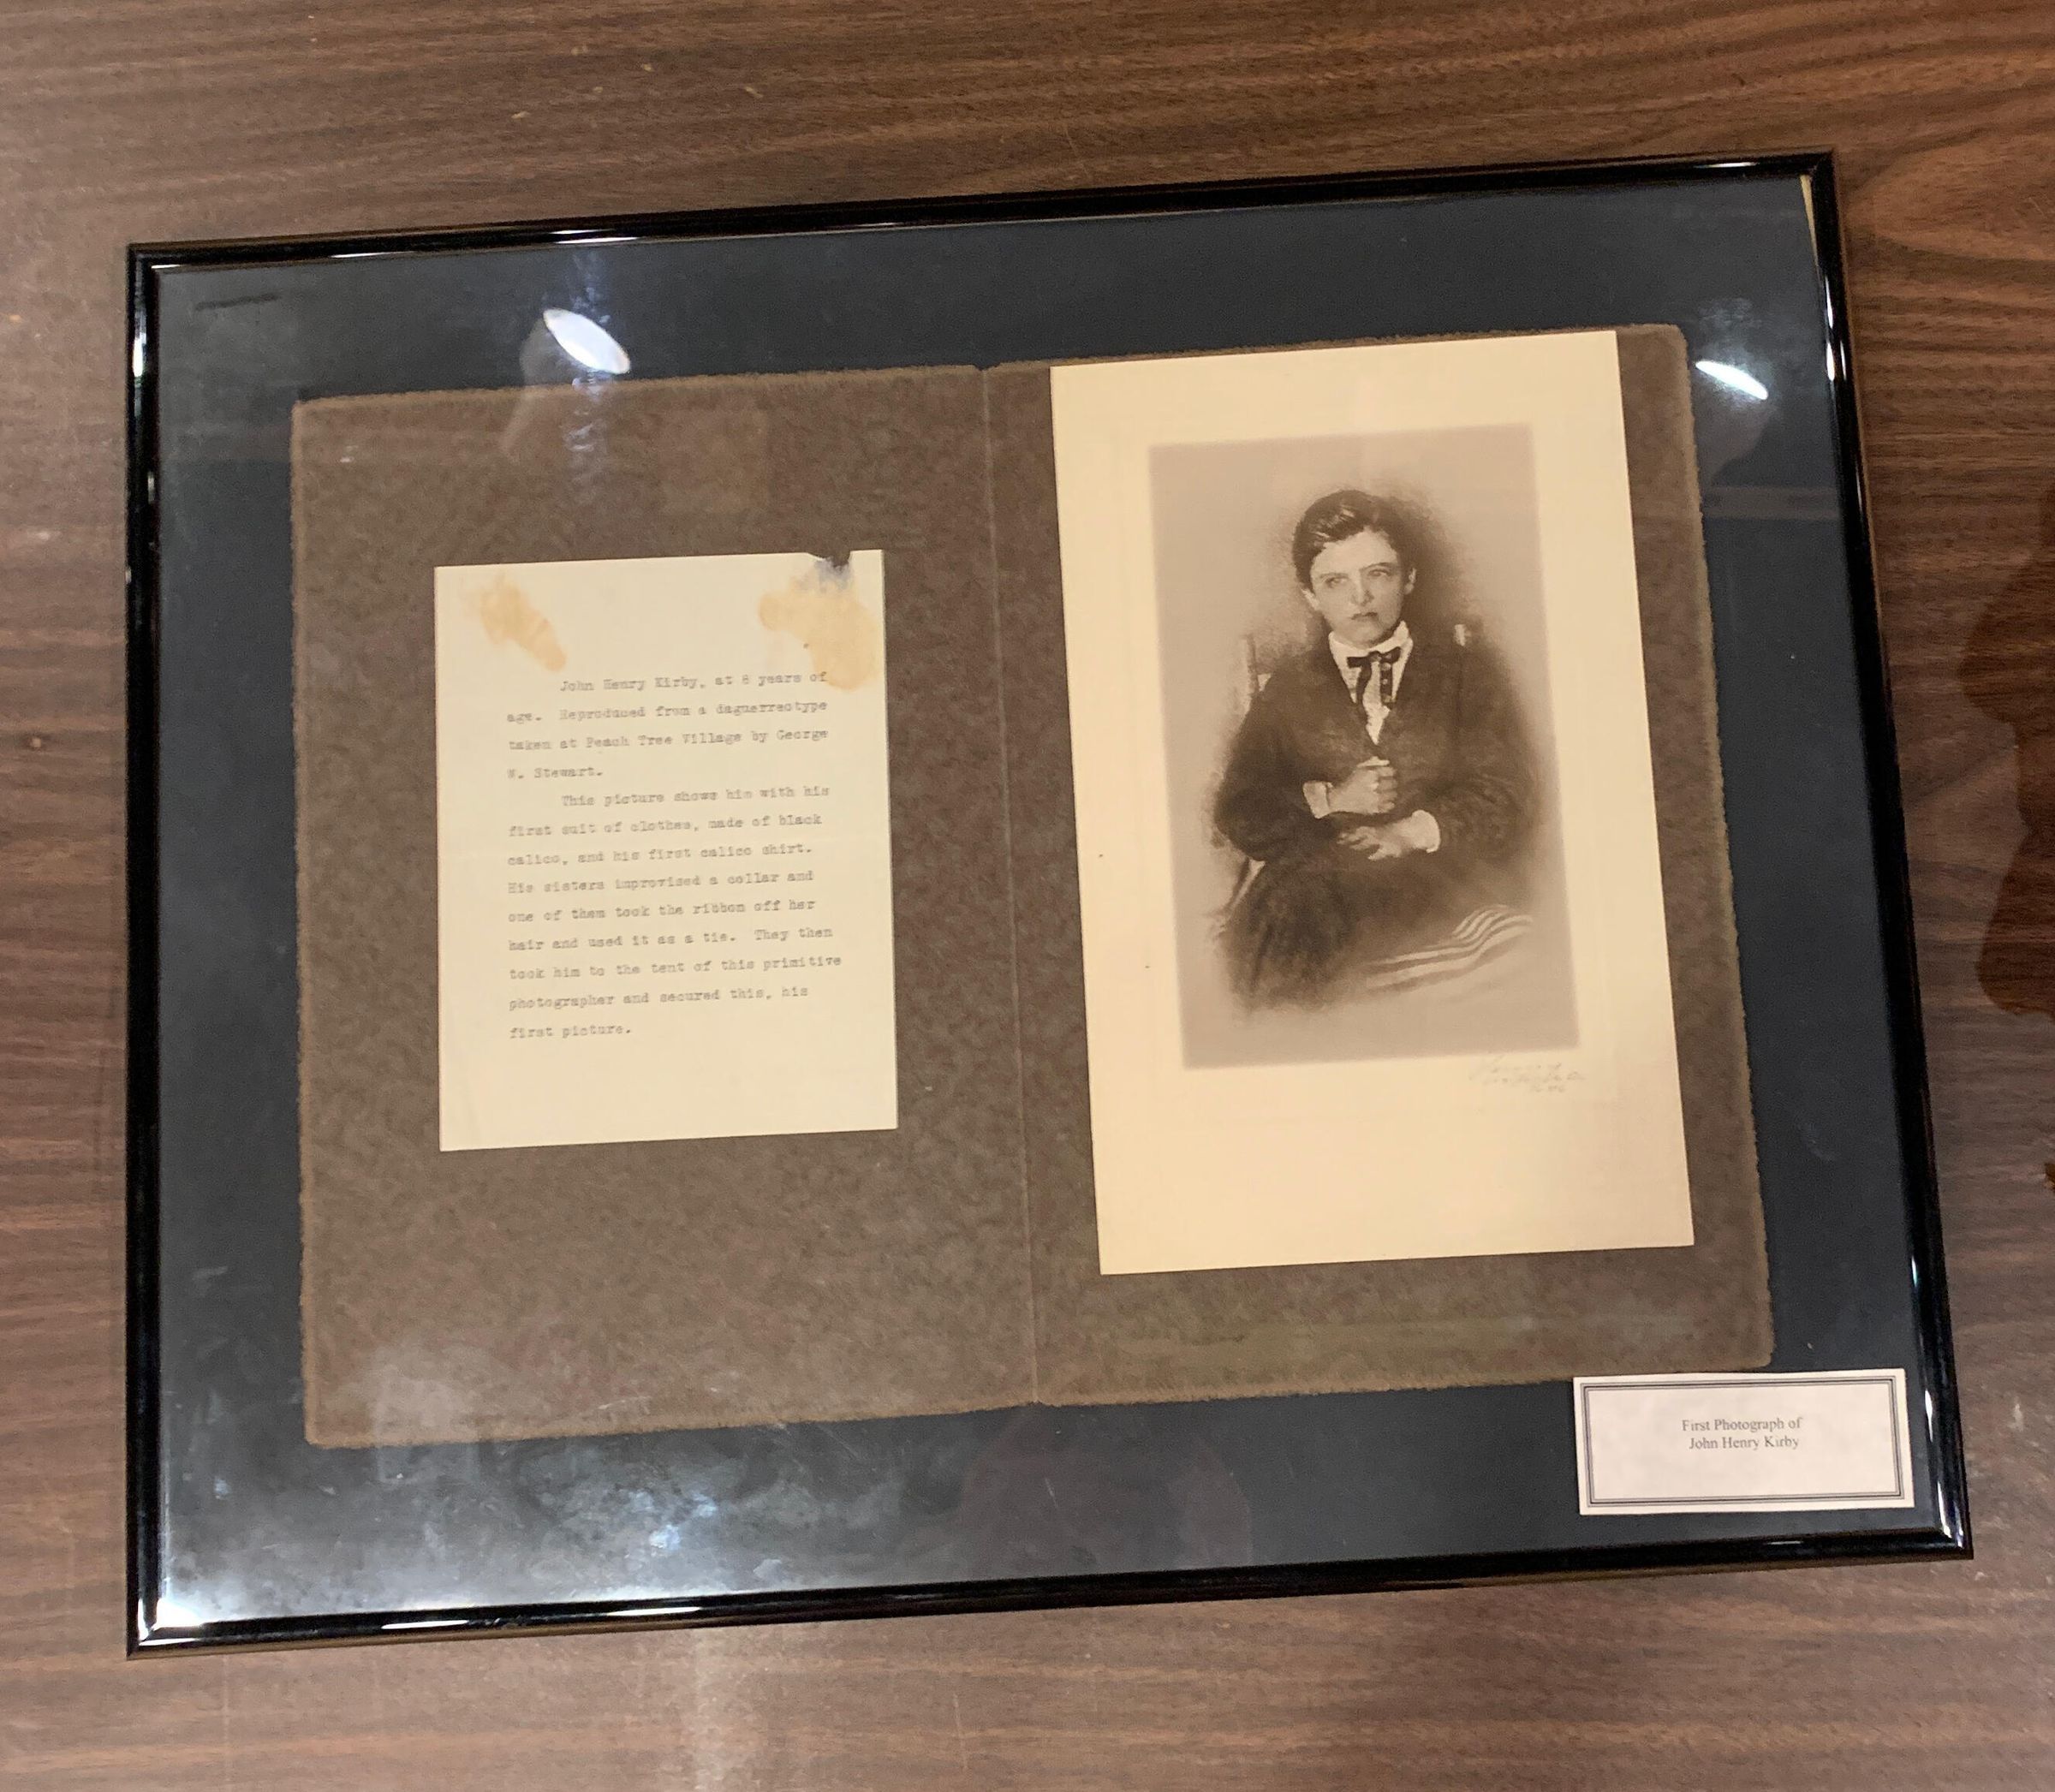 John Henry Kirby, at 8 years of
age. Reproduced from a daguerreotype
taken at Peach Tree Village by George
W. Stewart.
This picture shows him with his
first suit of clothes, made of black
calico, and his first calico shirt.
His sisters improvised a collar and
one of them took the ribbon off her
hair and used it as a tie. They then
took him to the tent of this primitive
photographer and secured this, his
first picture.
First Photograph of
John Henry Kirby